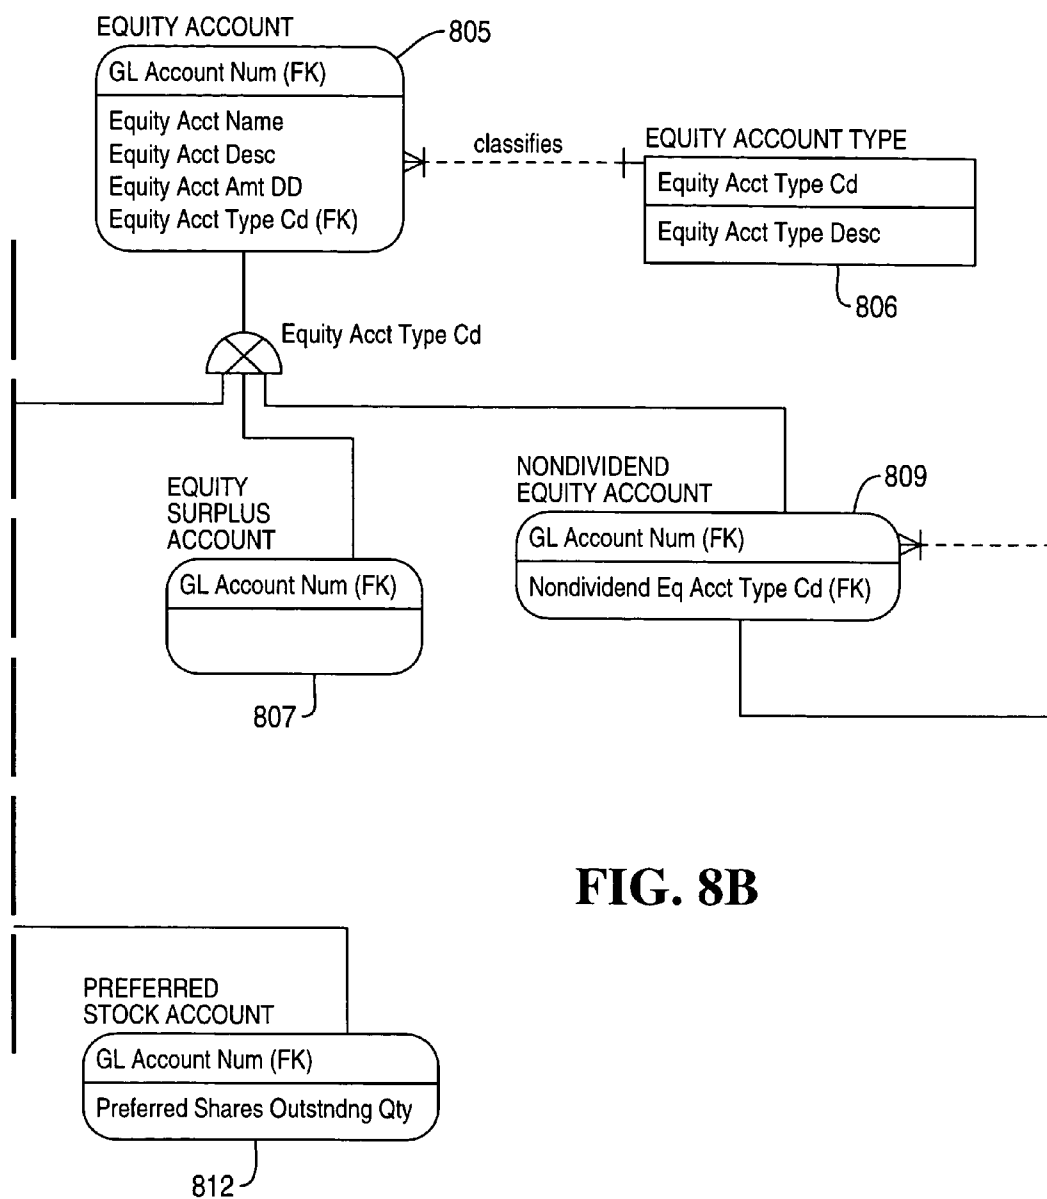 EQUITY ACCOUNT
805
GL Account Num (FK)
Equity Acct Name
Equity Acct Desc
Equity Acct Amt DD
Equity Acct Type Cd (FK)
classifies
EQUITY ACCOUNT TYPE
Equity Acct Type Cd
Equity Acct Type Desc
806
Equity Acct Type Cd
EQUITY
SURPLUS
ACCOUNT
GL Account Num (FK)
807
NONDIVIDEND
EQUITY ACCOUNT
809
GL Account Num (FK)
Nondividend Eq Acct Type Cd (FK)
FIG. 8B
PREFERRED
STOCK ACCOUNT
GL Account Num (FK)
Preferred Shares Outstndng Qty
812